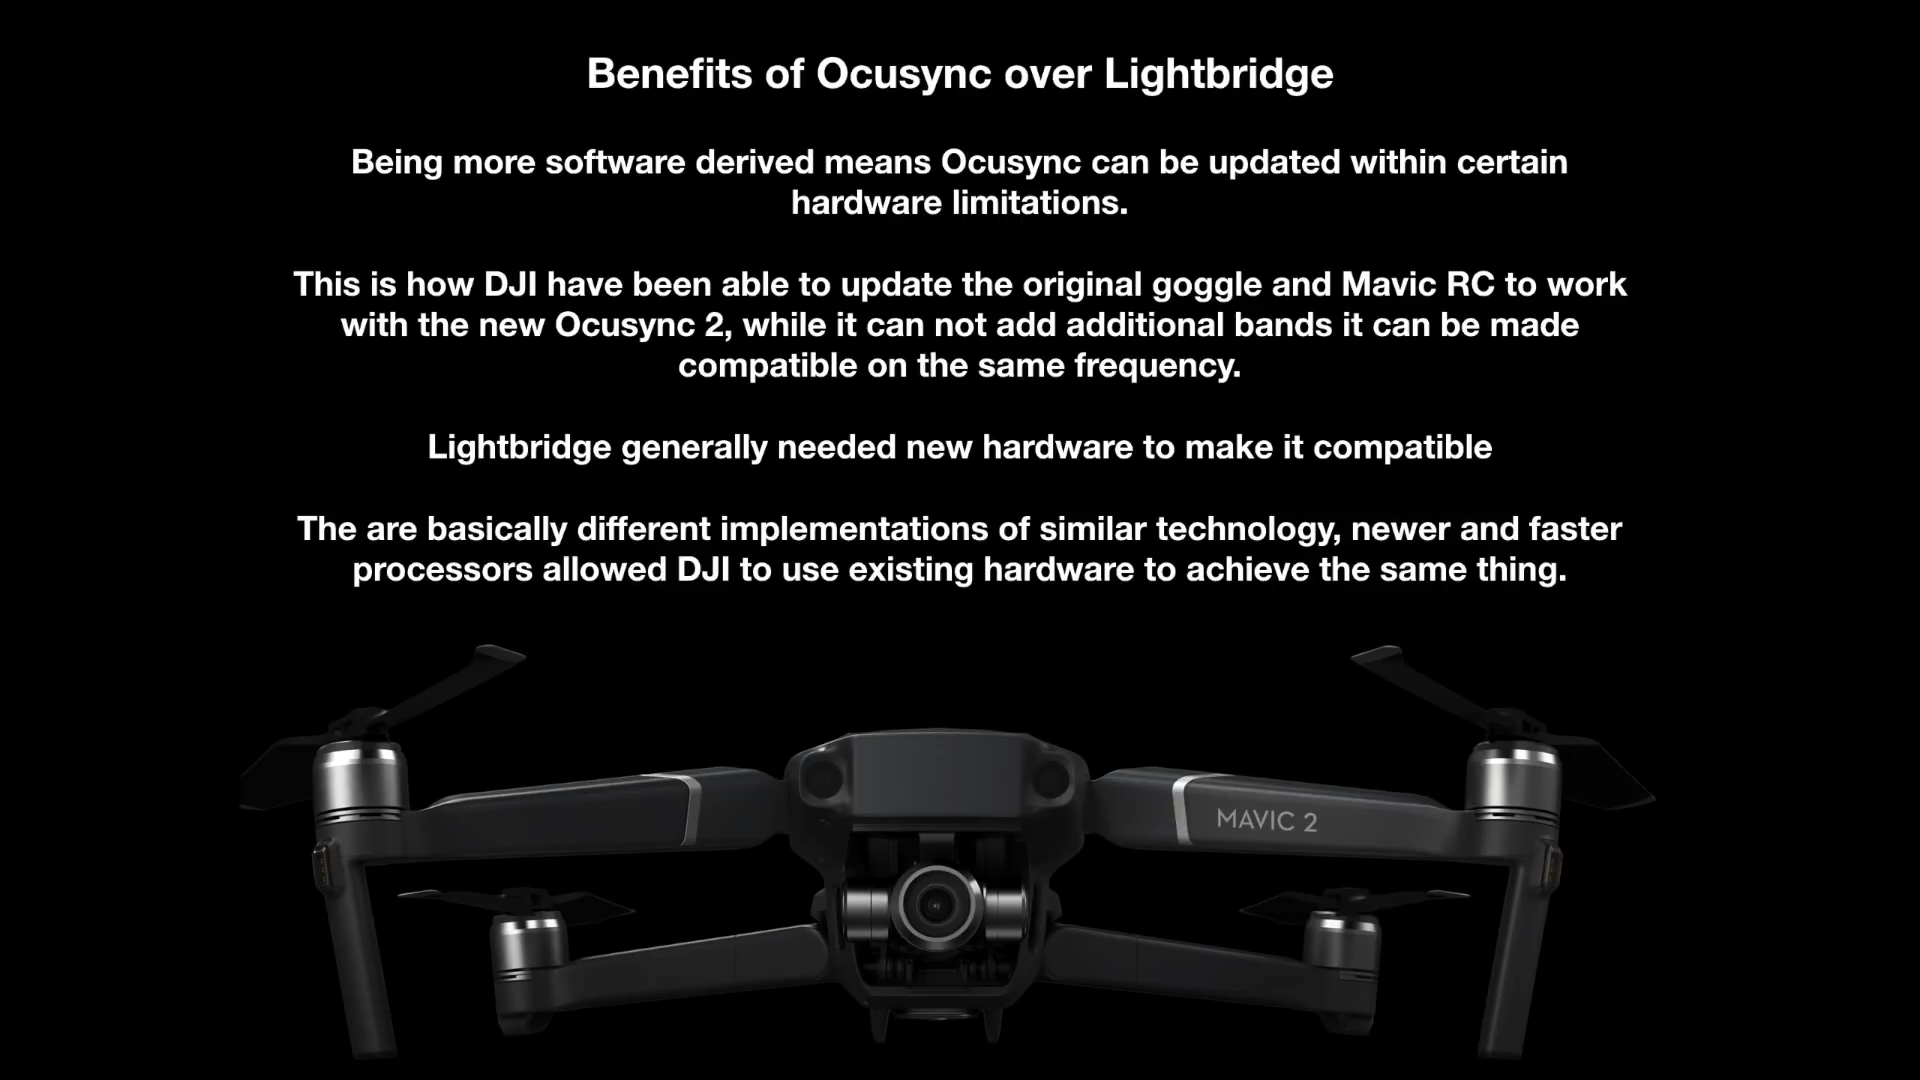 Benefits of Ocusync over Lightbridge
Being more software derived means Ocusync can be updated within certain
hardware limitations.
This is how DJI have been able to update the original goggle and Mavic RC to work
with the new Ocusync 2, while it can not add additional bands it can be made
compatible on the same frequency.
Lightbridge generally needed new hardware to make it compatible
The are basically different implementations of similar technology, newer and faster
processors allowed DJI to use existing hardware to achieve the same thing.
MAVIC 2